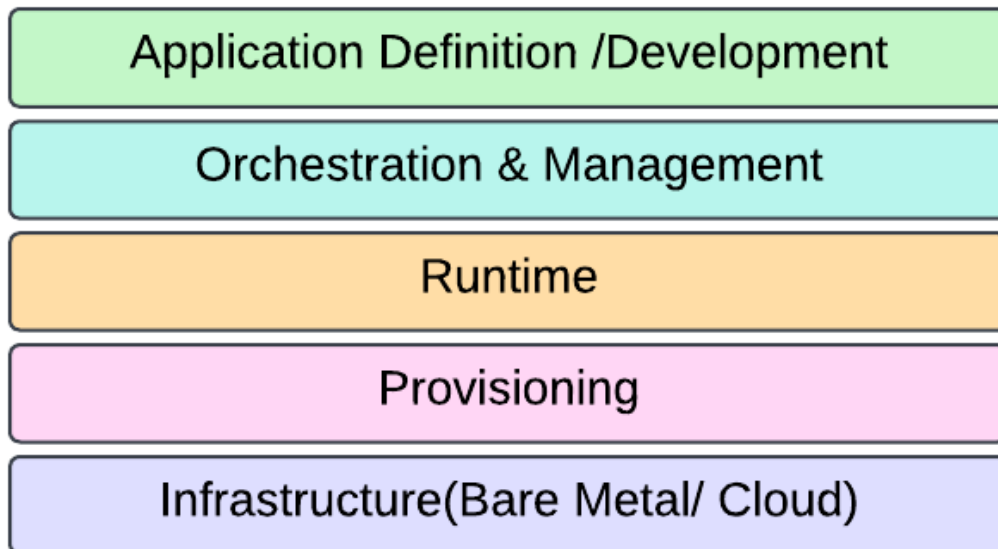 Application Definition /Development
Orchestration & Management
Runtime
Provisioning
Infrastructure(Bare Metal/ Cloud)